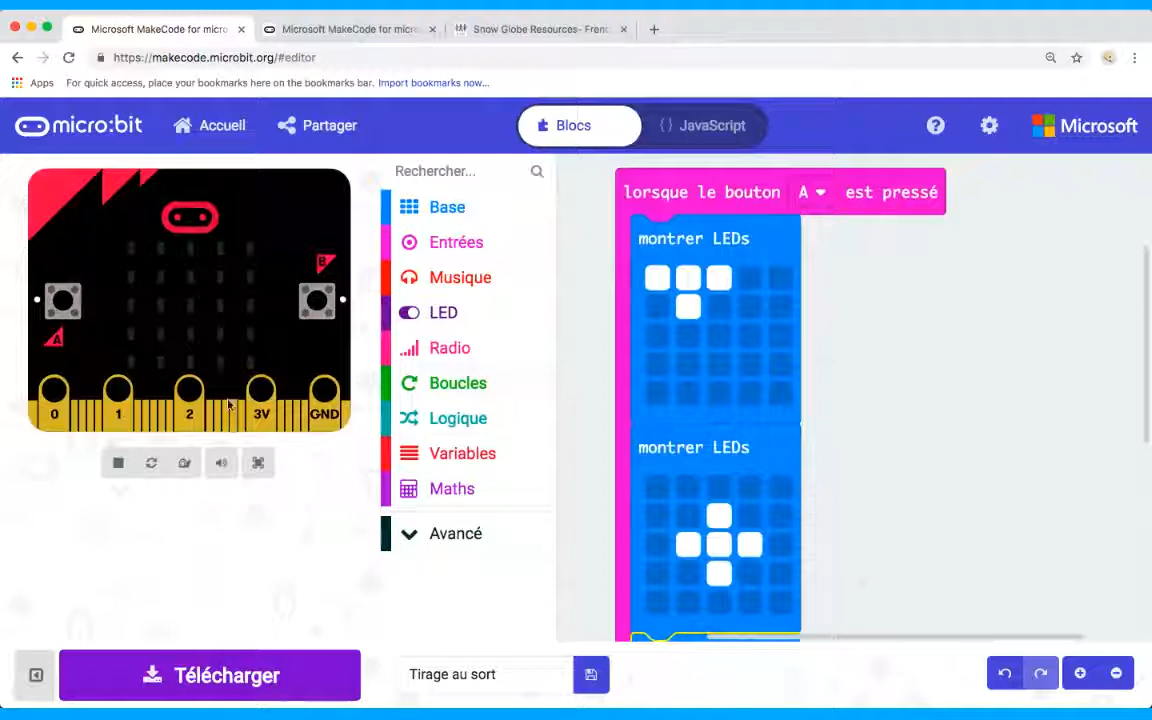 Microsoft MakeCode for micro
Microsoft MakeCode for micro
Snow Globe Resources- Frenc
https://makecode.microbit.org/#editor
Apps For quick access, place your bookmarks here on the bookmarks bar. Import bookmarks now...
micro:bit
Accueil
Partager
Blocs
{} JavaScript
Microsoft
B
A
0 1 2 3V GND
Rechercher...
Base
Entrées
Musique
LED
Radio
Boucles
Logique
Variables
Maths
Avancé
lorsque le bouton A est pressé
montrer LEDs
montrer LEDs
Télécharger
Tirage au sort